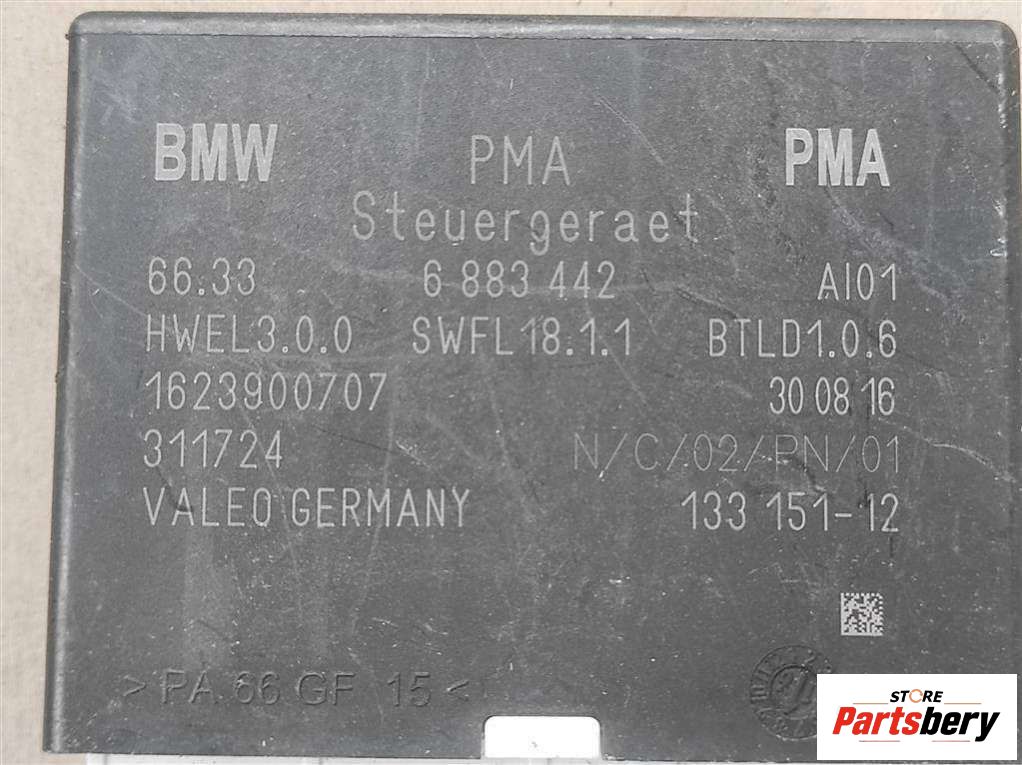 BMW PMA PMA
Steuergeraet
66.33 6 883 442 AI01
HWEL3.0.0 SWFL18.1.1 BTLD1.0.6
1623900707 30 08 16
311724 N/C/02/PN/01
VALEO GERMANY 133 151-12
> PA 66 GF 15 <
STORE
Partsbery